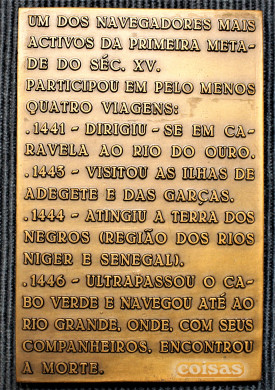 UM DOS NAVEGADORES MAIS
ACTIVOS DA PRIMEIRA META-
DE DO SÉC. XV.
PARTICIPOU EM PELO MENOS
QUATRO VIAGENS:
.1441 - DIRIGIU - SE EM CA-
RAVELA AO RIO DO OURO.
.1443 - VISITOU AS ILHAS DE
ADEGETE E DAS GARÇAS.
.1444 - ATINGIU A TERRA DOS
NEGROS (REGIÃO DOS RIOS
NIGER E SENEGAL).
.1446 - ULTRAPASSOU O CA-
BO VERDE E NAVEGOU ATÉ AO
RIO GRANDE, ONDE, COM SEUS
COMPANHEIROS, ENCONTROU
A MORTE.
coisas